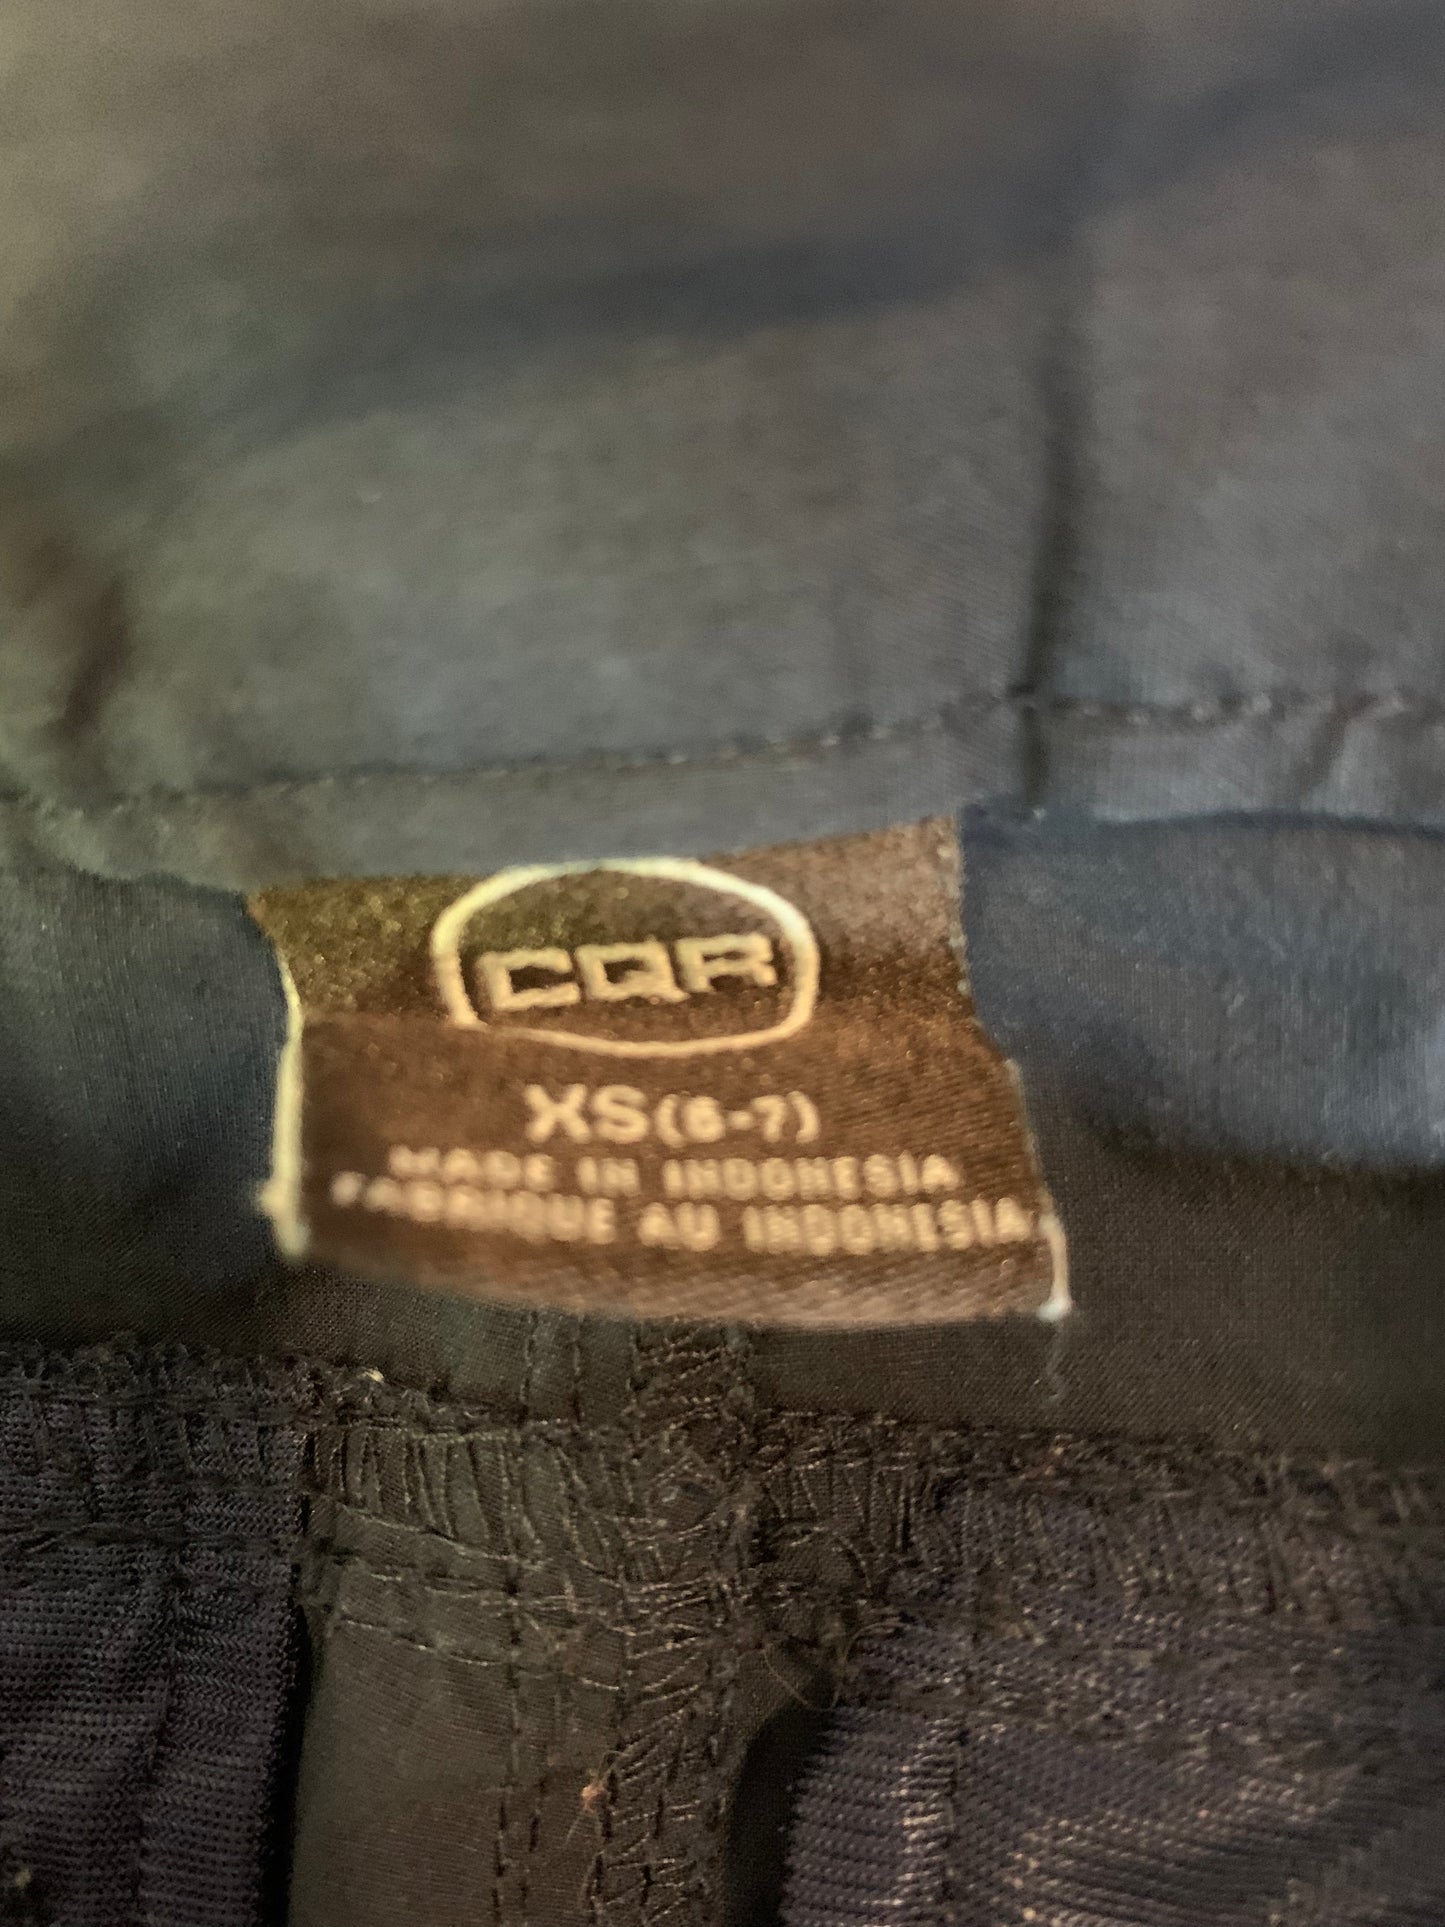 CQR
XS(6-7)
MADE IN INDONESIA
FABRIQUE AU INDONESIA